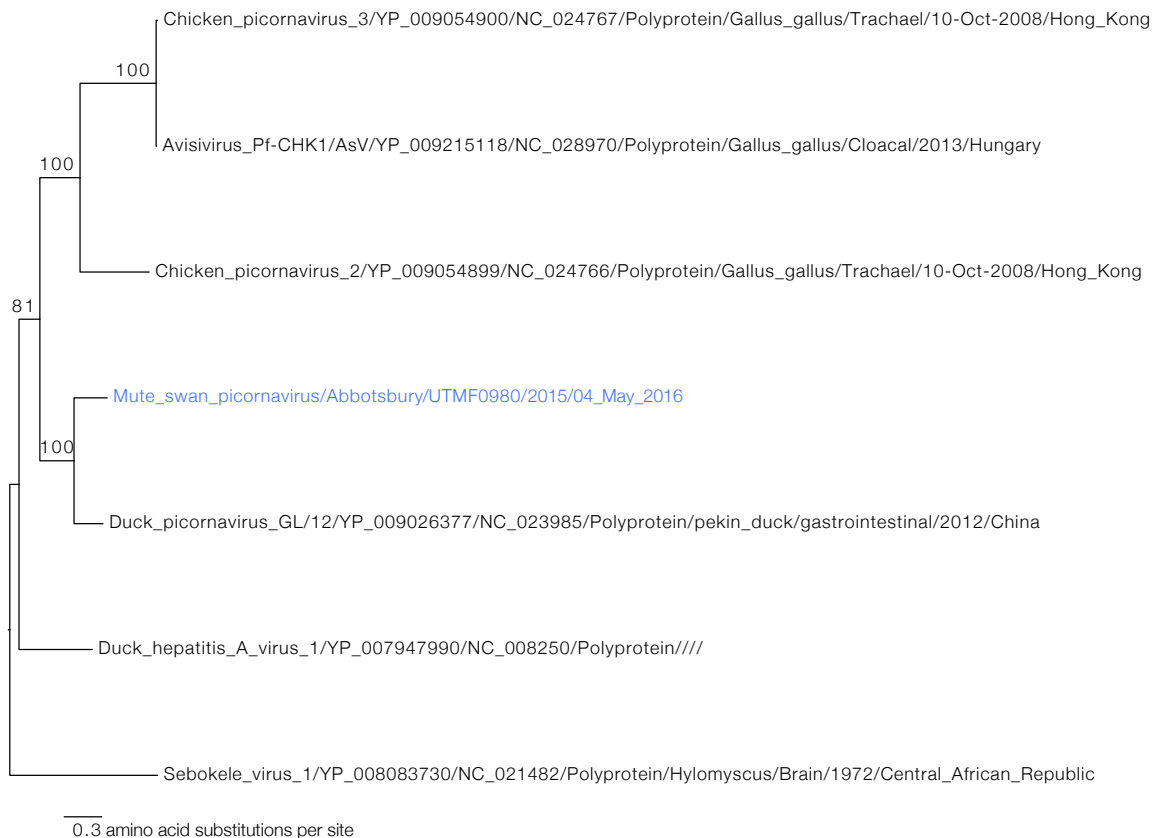 Chicken_picornavirus_3/YP_009054900/NC_024767/Polyprotein/Gallus_gallus/Trachael/10-Oct-2008/Hong_Kong
100
Avisivirus_Pf-CHK1/AsV/YP_009215118/NC_028970/Polyprotein/Gallus_gallus/Cloacal/2013/Hungary
100
Chicken_picornavirus_2/YP_009054899/NC_024766/Polyprotein/Gallus_gallus/Trachael/10-Oct-2008/Hong_Kong
81
Mute_swan_picornavirus/Abbotsbury/UTMF0980/2015/04_May_2016
100
Duck_picornavirus_GL/12/YP_009026377/NC_023985/Polyprotein/pekin_duck/gastrointestinal/2012/China
Duck_hepatitis_A_virus_1/YP_007947990/NC_008250/Polyprotein////
Sebokele_virus_1/YP_008083730/NC_021482/Polyprotein/Hylomyscus/Brain/1972/Central_African_Republic
0.3 amino acid substitutions per site